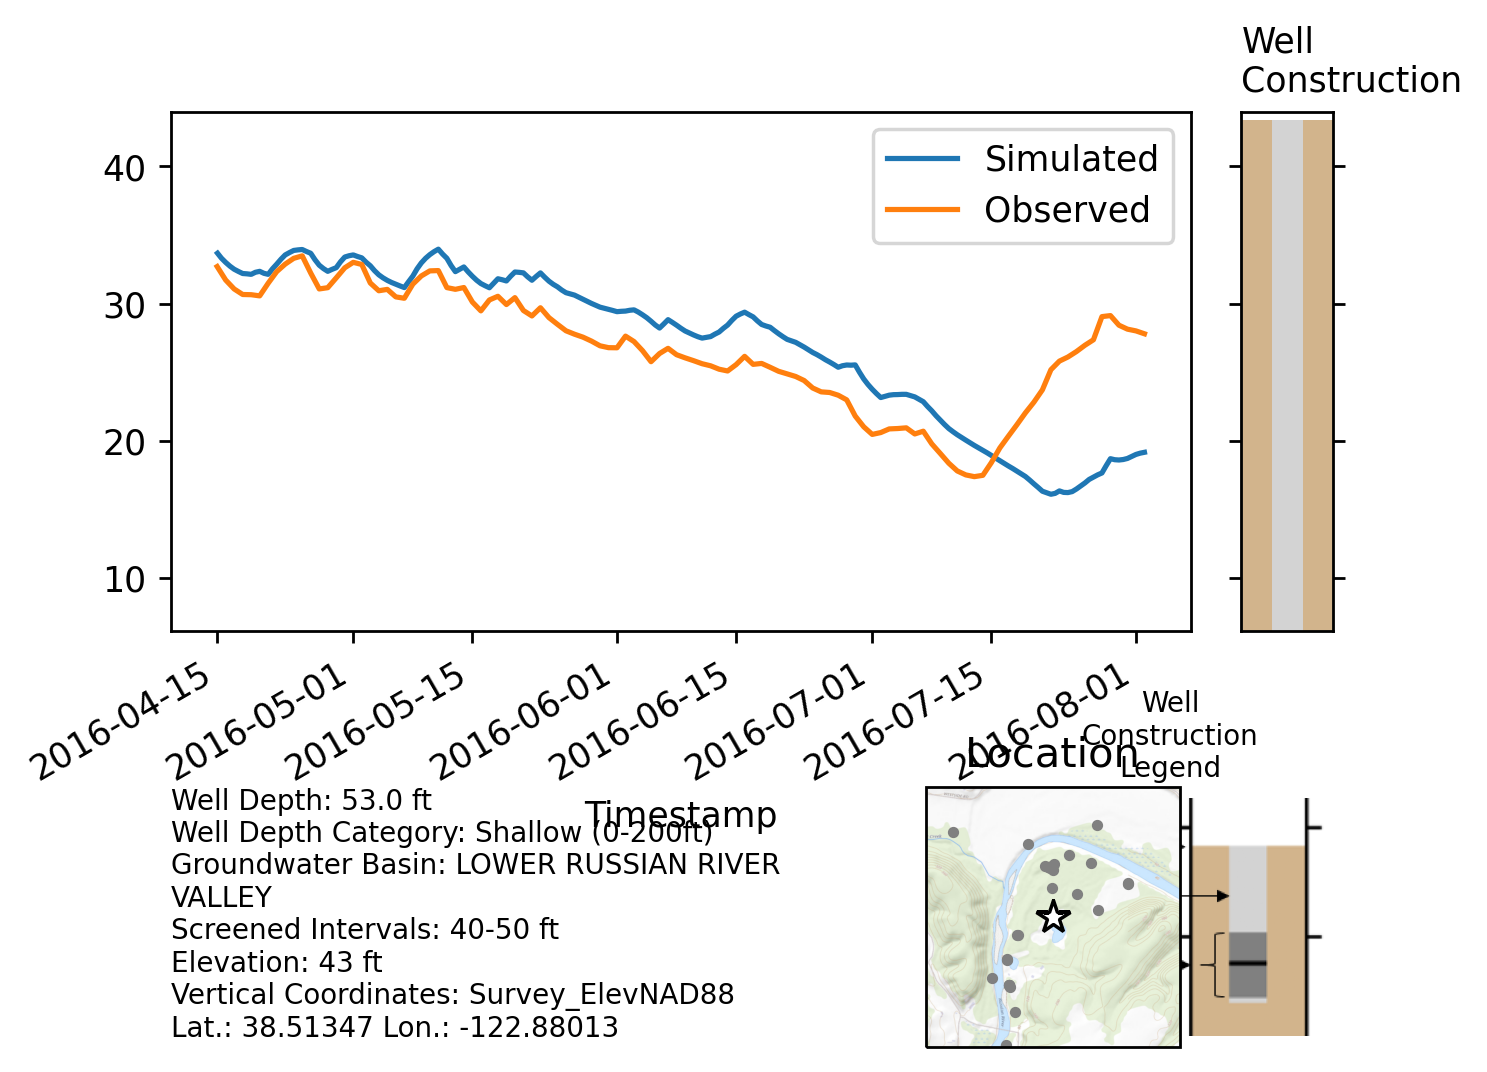 Well
Construction
Simulated
Observed
40
30
20
10
2016-04-15
2016-05-01
2016-05-15
2016-06-01
2016-06-15
2016-07-01
2016-07-15
2016-08-01
Timestamp
Well
Construction
Legend
Location
Well Depth: 53.0 ft
Well Depth Category: Shallow (0-200ft)
Groundwater Basin: LOWER RUSSIAN RIVER
VALLEY
Screened Intervals: 40-50 ft
Elevation: 43 ft
Vertical Coordinates: Survey_ElevNAD88
Lat.: 38.51347 Lon.: -122.88013